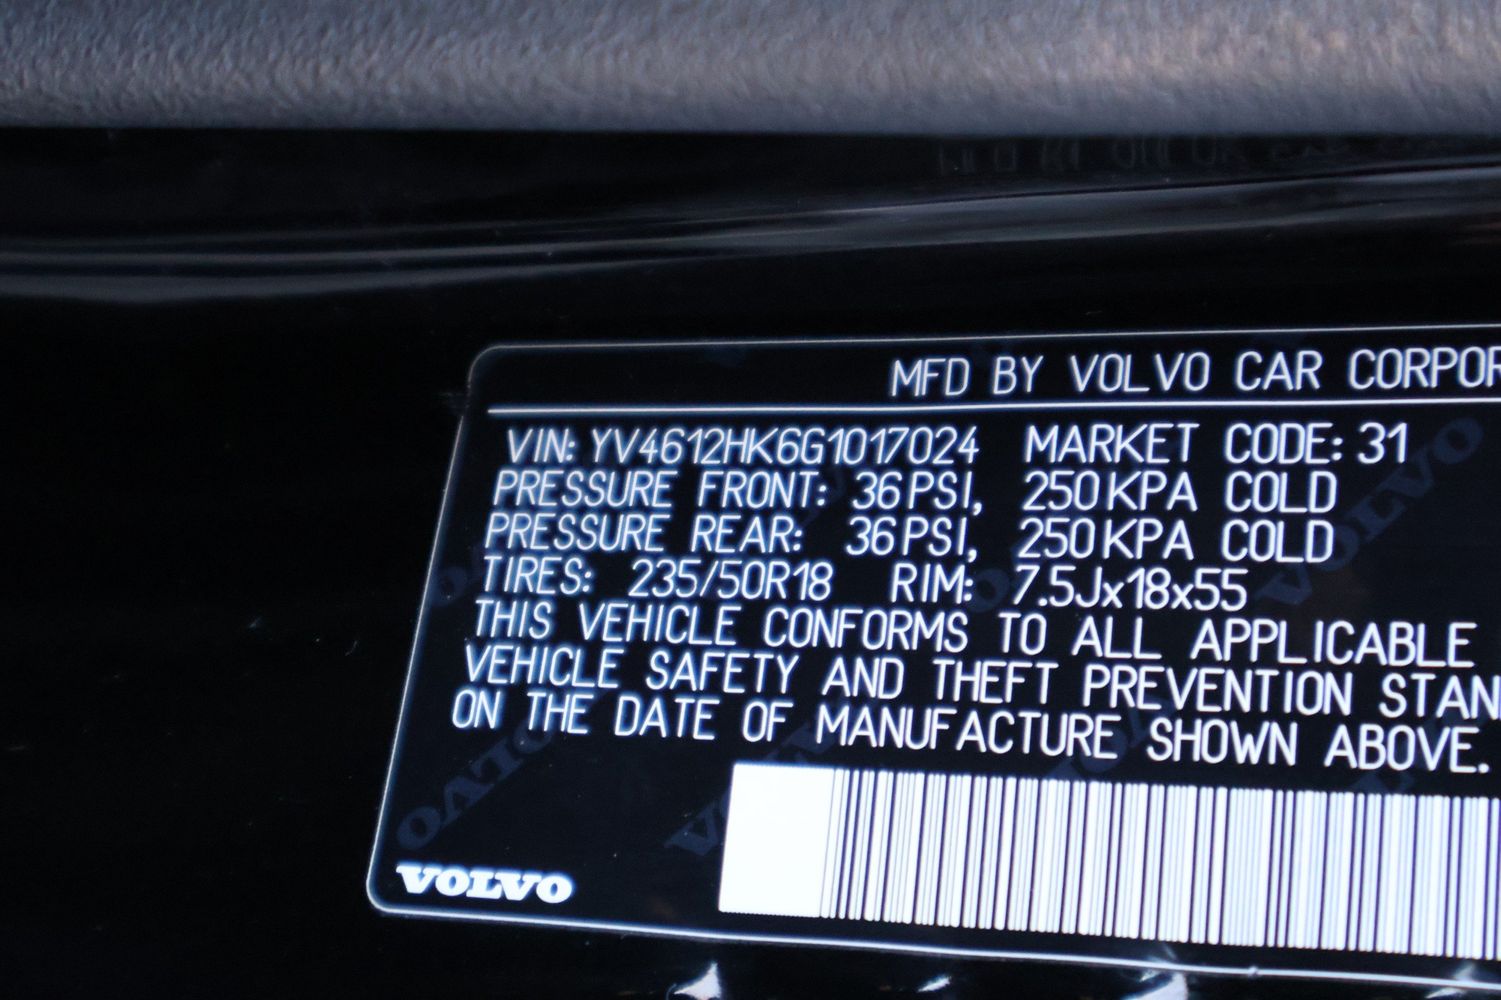 MFD BY VOLVO CAR CORPOR
VIN: YV4612HK6G1017024 MARKET CODE: 31
PRESSURE FRONT: 36 PSI, 250 KPA COLD
PRESSURE REAR: 36 PSI, 250 KPA COLD
TIRES: 235/50R18 RIM: 7.5Jx18x55
THIS VEHICLE CONFORMS TO ALL APPLICABLE
VEHICLE SAFETY AND THEFT PREVENTION STAN
ON THE DATE OF MANUFACTURE SHOWN ABOVE.
VOLVO